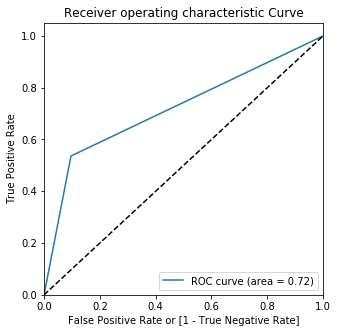 Receiver operating characteristic Curve
1.0
0.8
0.6
0.4
0.2
0.0
True Positive Rate
ROC curve (area = 0.72)
0.0 0.2 0.4 0.6 0.8 1.0
False Positive Rate or [1 - True Negative Rate]